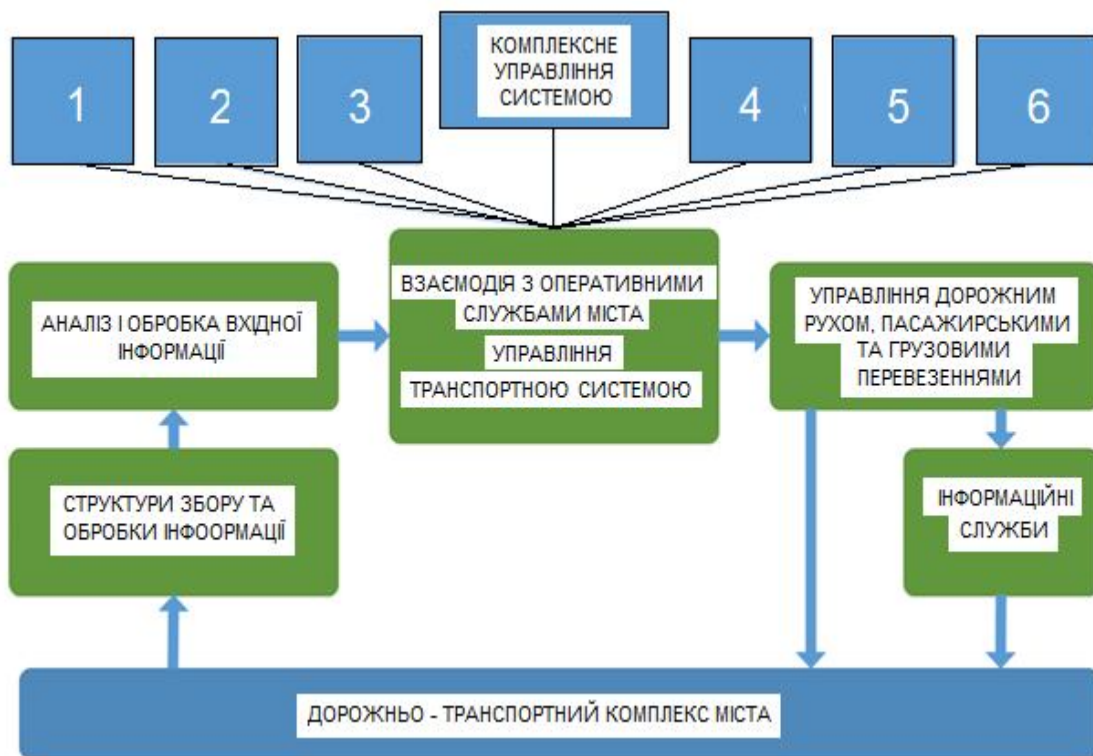 1
2
3
КОМПЛЕКСНЕ
УПРАВЛІННЯ
СИСТЕМОЮ
4
5
6
АНАЛІЗ І ОБРОБКА ВХІДНОЇ
ІНФОРМАЦІЇ
ВЗАЄМОДІЯ З ОПЕРАТИВНИМИ
СЛУЖБАМИ МІСТА
УПРАВЛІННЯ
ТРАНСПОРТНОЮ СИСТЕМОЮ
УПРАВЛІННЯ ДОРОЖНИМ
РУХОМ, ПАСАЖИРСЬКИМИ
ТА ГРУЗОВИМИ
ПЕРЕВЕЗЕННЯМИ
СТРУКТУРИ ЗБОРУ ТА
ОБРОБКИ ІНФООРМАЦІЇ
ІНФОРМАЦІЙНІ
СЛУЖБИ
ДОРОЖНЬО - ТРАНСПОРТНИЙ КОМПЛЕКС МІСТА